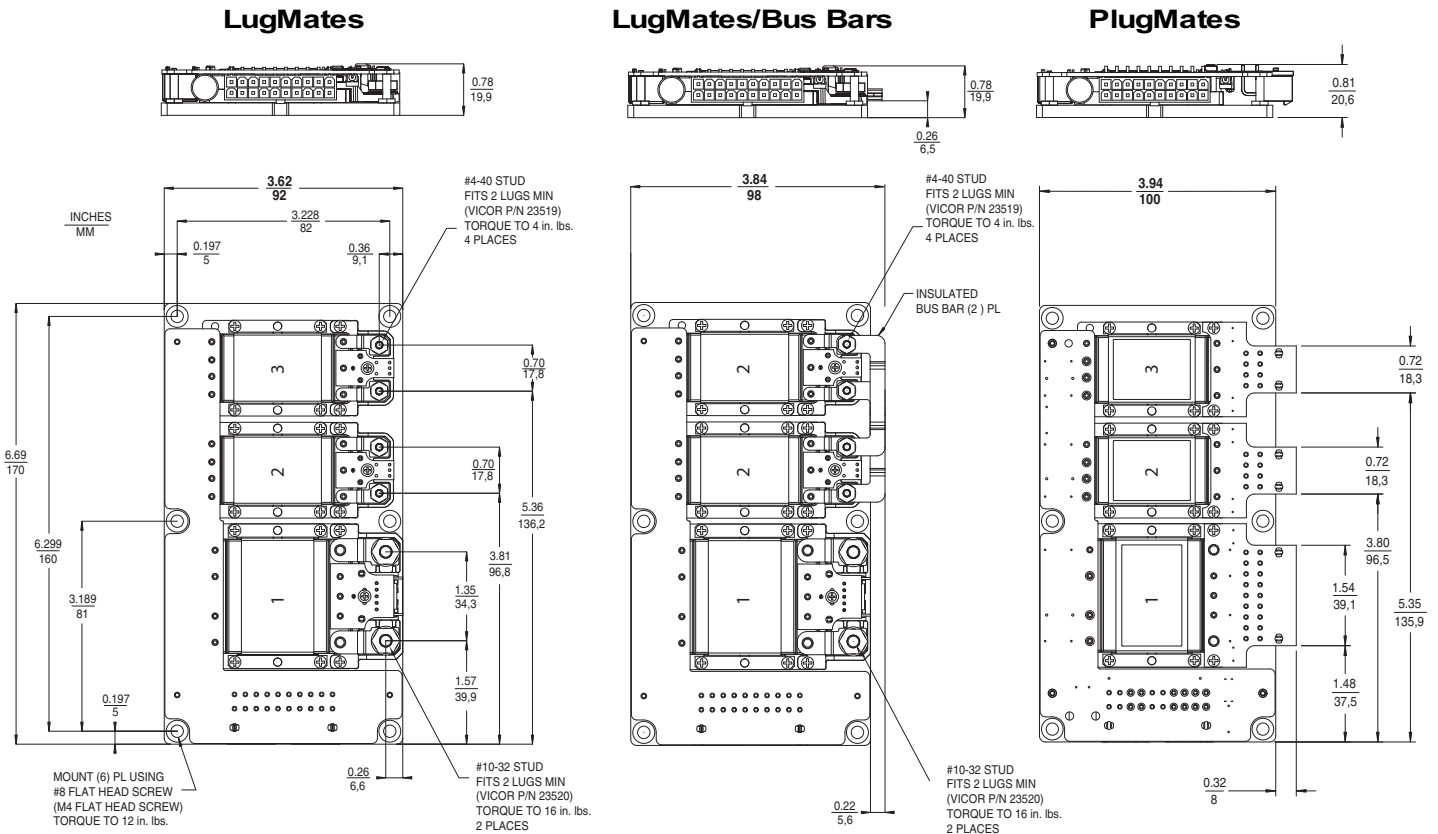 LugMates
LugMates/Bus Bars
PlugMates
0.78
19,9
0.78
19,9
0.26
6,5
0.81
20,6
INCHES
MM
3.62
92
3.228
82
0.197
5
0.36
9,1
#4-40 STUD
FITS 2 LUGS MIN
(VICOR P/N 23519)
TORQUE TO 4 in. lbs.
4 PLACES
3
2
1
0.70
17,8
0.70
17,8
5.36
136,2
3.81
96,8
1.35
34,3
1.57
39,9
6.69
170
6.299
160
3.189
81
0.197
5
0.26
6,6
MOUNT (6) PL USING
#8 FLAT HEAD SCREW
(M4 FLAT HEAD SCREW)
TORQUE TO 12 in. lbs.
#10-32 STUD
FITS 2 LUGS MIN
(VICOR P/N 23520)
TORQUE TO 16 in. lbs.
2 PLACES
3.84
98
#4-40 STUD
FITS 2 LUGS MIN
(VICOR P/N 23519)
TORQUE TO 4 in. lbs.
4 PLACES
INSULATED
BUS BAR (2 ) PL
2
2
1
0.22
5,6
#10-32 STUD
FITS 2 LUGS MIN
(VICOR P/N 23520)
TORQUE TO 16 in. lbs.
2 PLACES
3.94
100
3
2
1
0.72
18,3
0.72
18,3
3.80
96,5
1.54
39,1
5.35
135,9
1.48
37,5
0.32
8